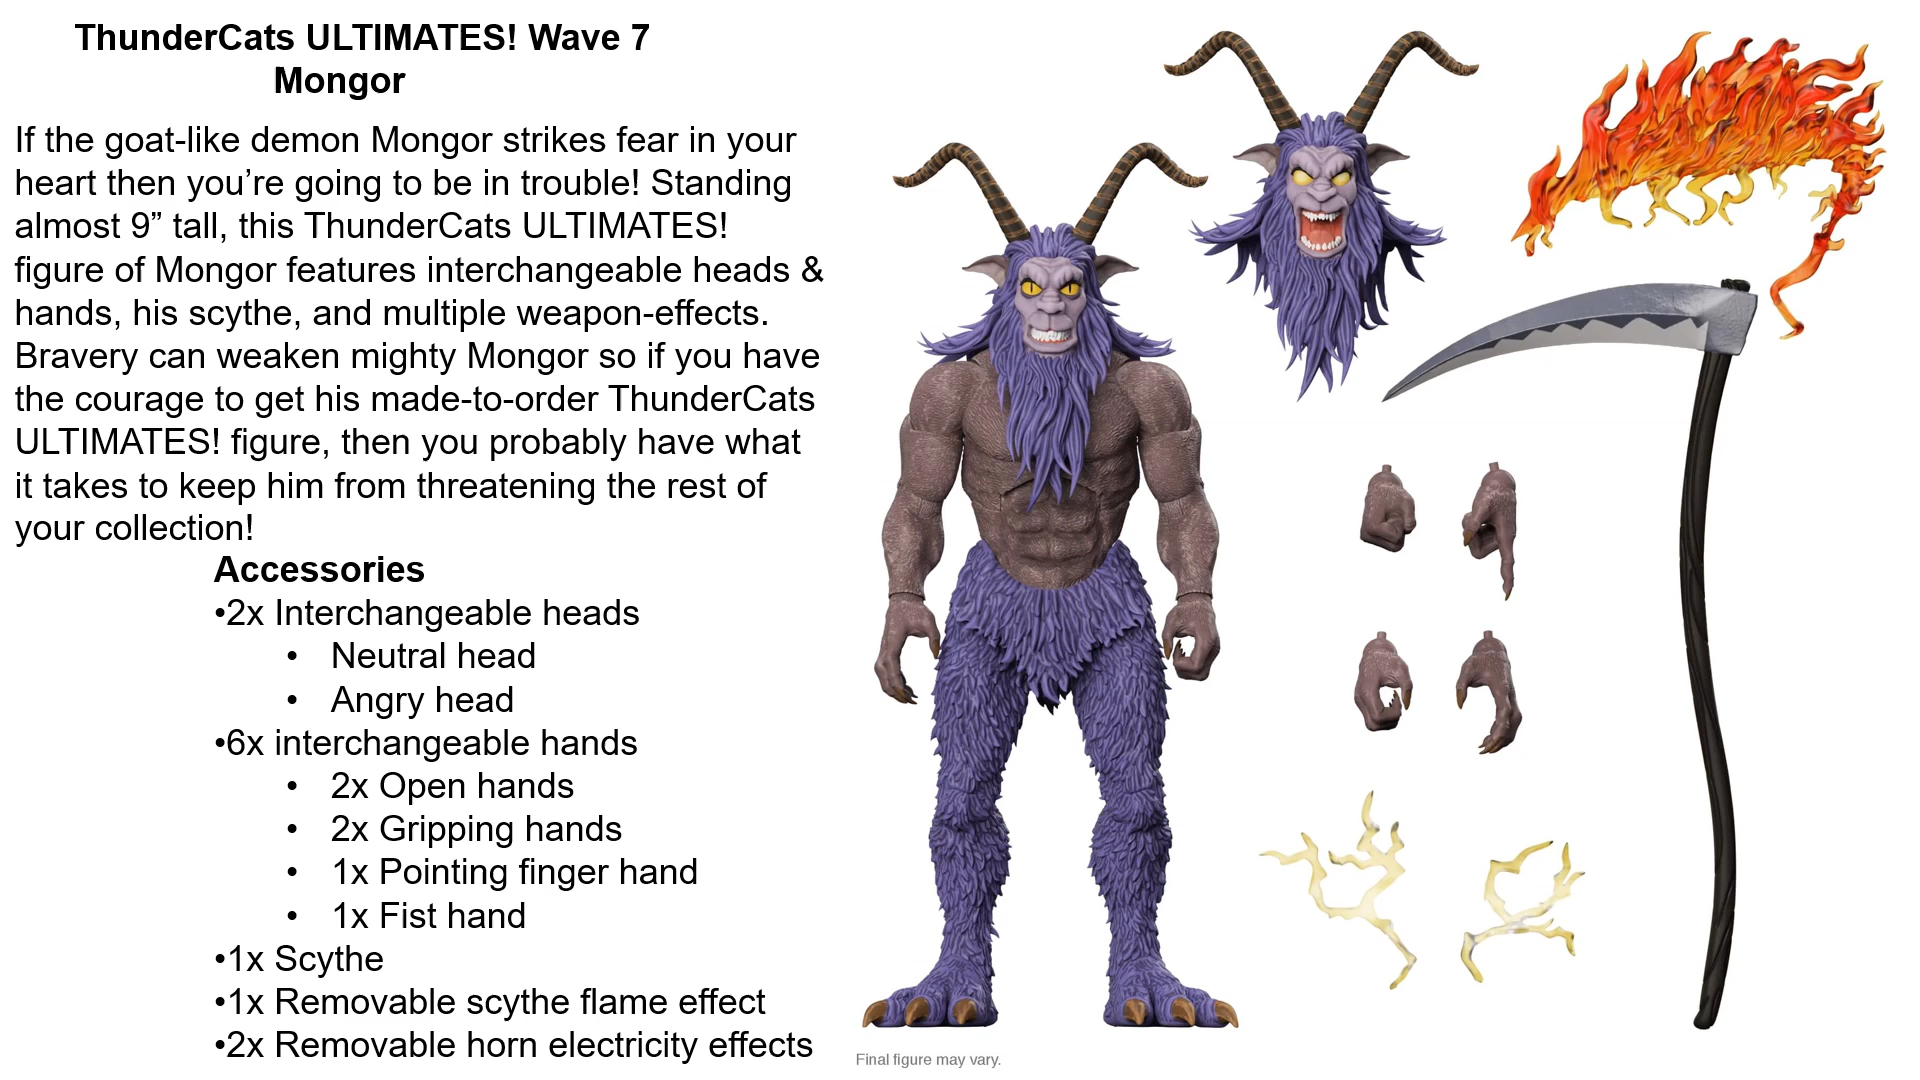 ThunderCats ULTIMATES! Wave 7
Mongor
If the goat-like demon Mongor strikes fear in your
heart then you’re going to be in trouble! Standing
almost 9” tall, this ThunderCats ULTIMATES!
figure of Mongor features interchangeable heads &
hands, his scythe, and multiple weapon-effects.
Bravery can weaken mighty Mongor so if you have
the courage to get his made-to-order ThunderCats
ULTIMATES! figure, then you probably have what
it takes to keep him from threatening the rest of
your collection!
Accessories
•2x Interchangeable heads
• Neutral head
• Angry head
•6x interchangeable hands
• 2x Open hands
• 2x Gripping hands
• 1x Pointing finger hand
• 1x Fist hand
•1x Scythe
•1x Removable scythe flame effect
•2x Removable horn electricity effects
Final figure may vary.